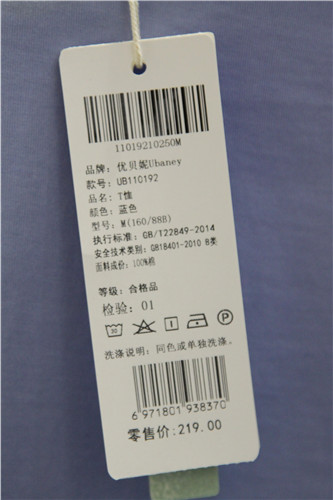 11019210250M
品牌: 优贝妮Ubaney
款号: UB110192
品名: T恤
颜色: 蓝色
型号: M(160/88B)
执行标准: GB/T22849-2014
安全技术类别: GB18401-2010 B类
面料成份: 100%棉
等级: 合格品
检验: 01
洗涤说明: 同色或单独洗涤.
6 971801 938370
零售价:219.00